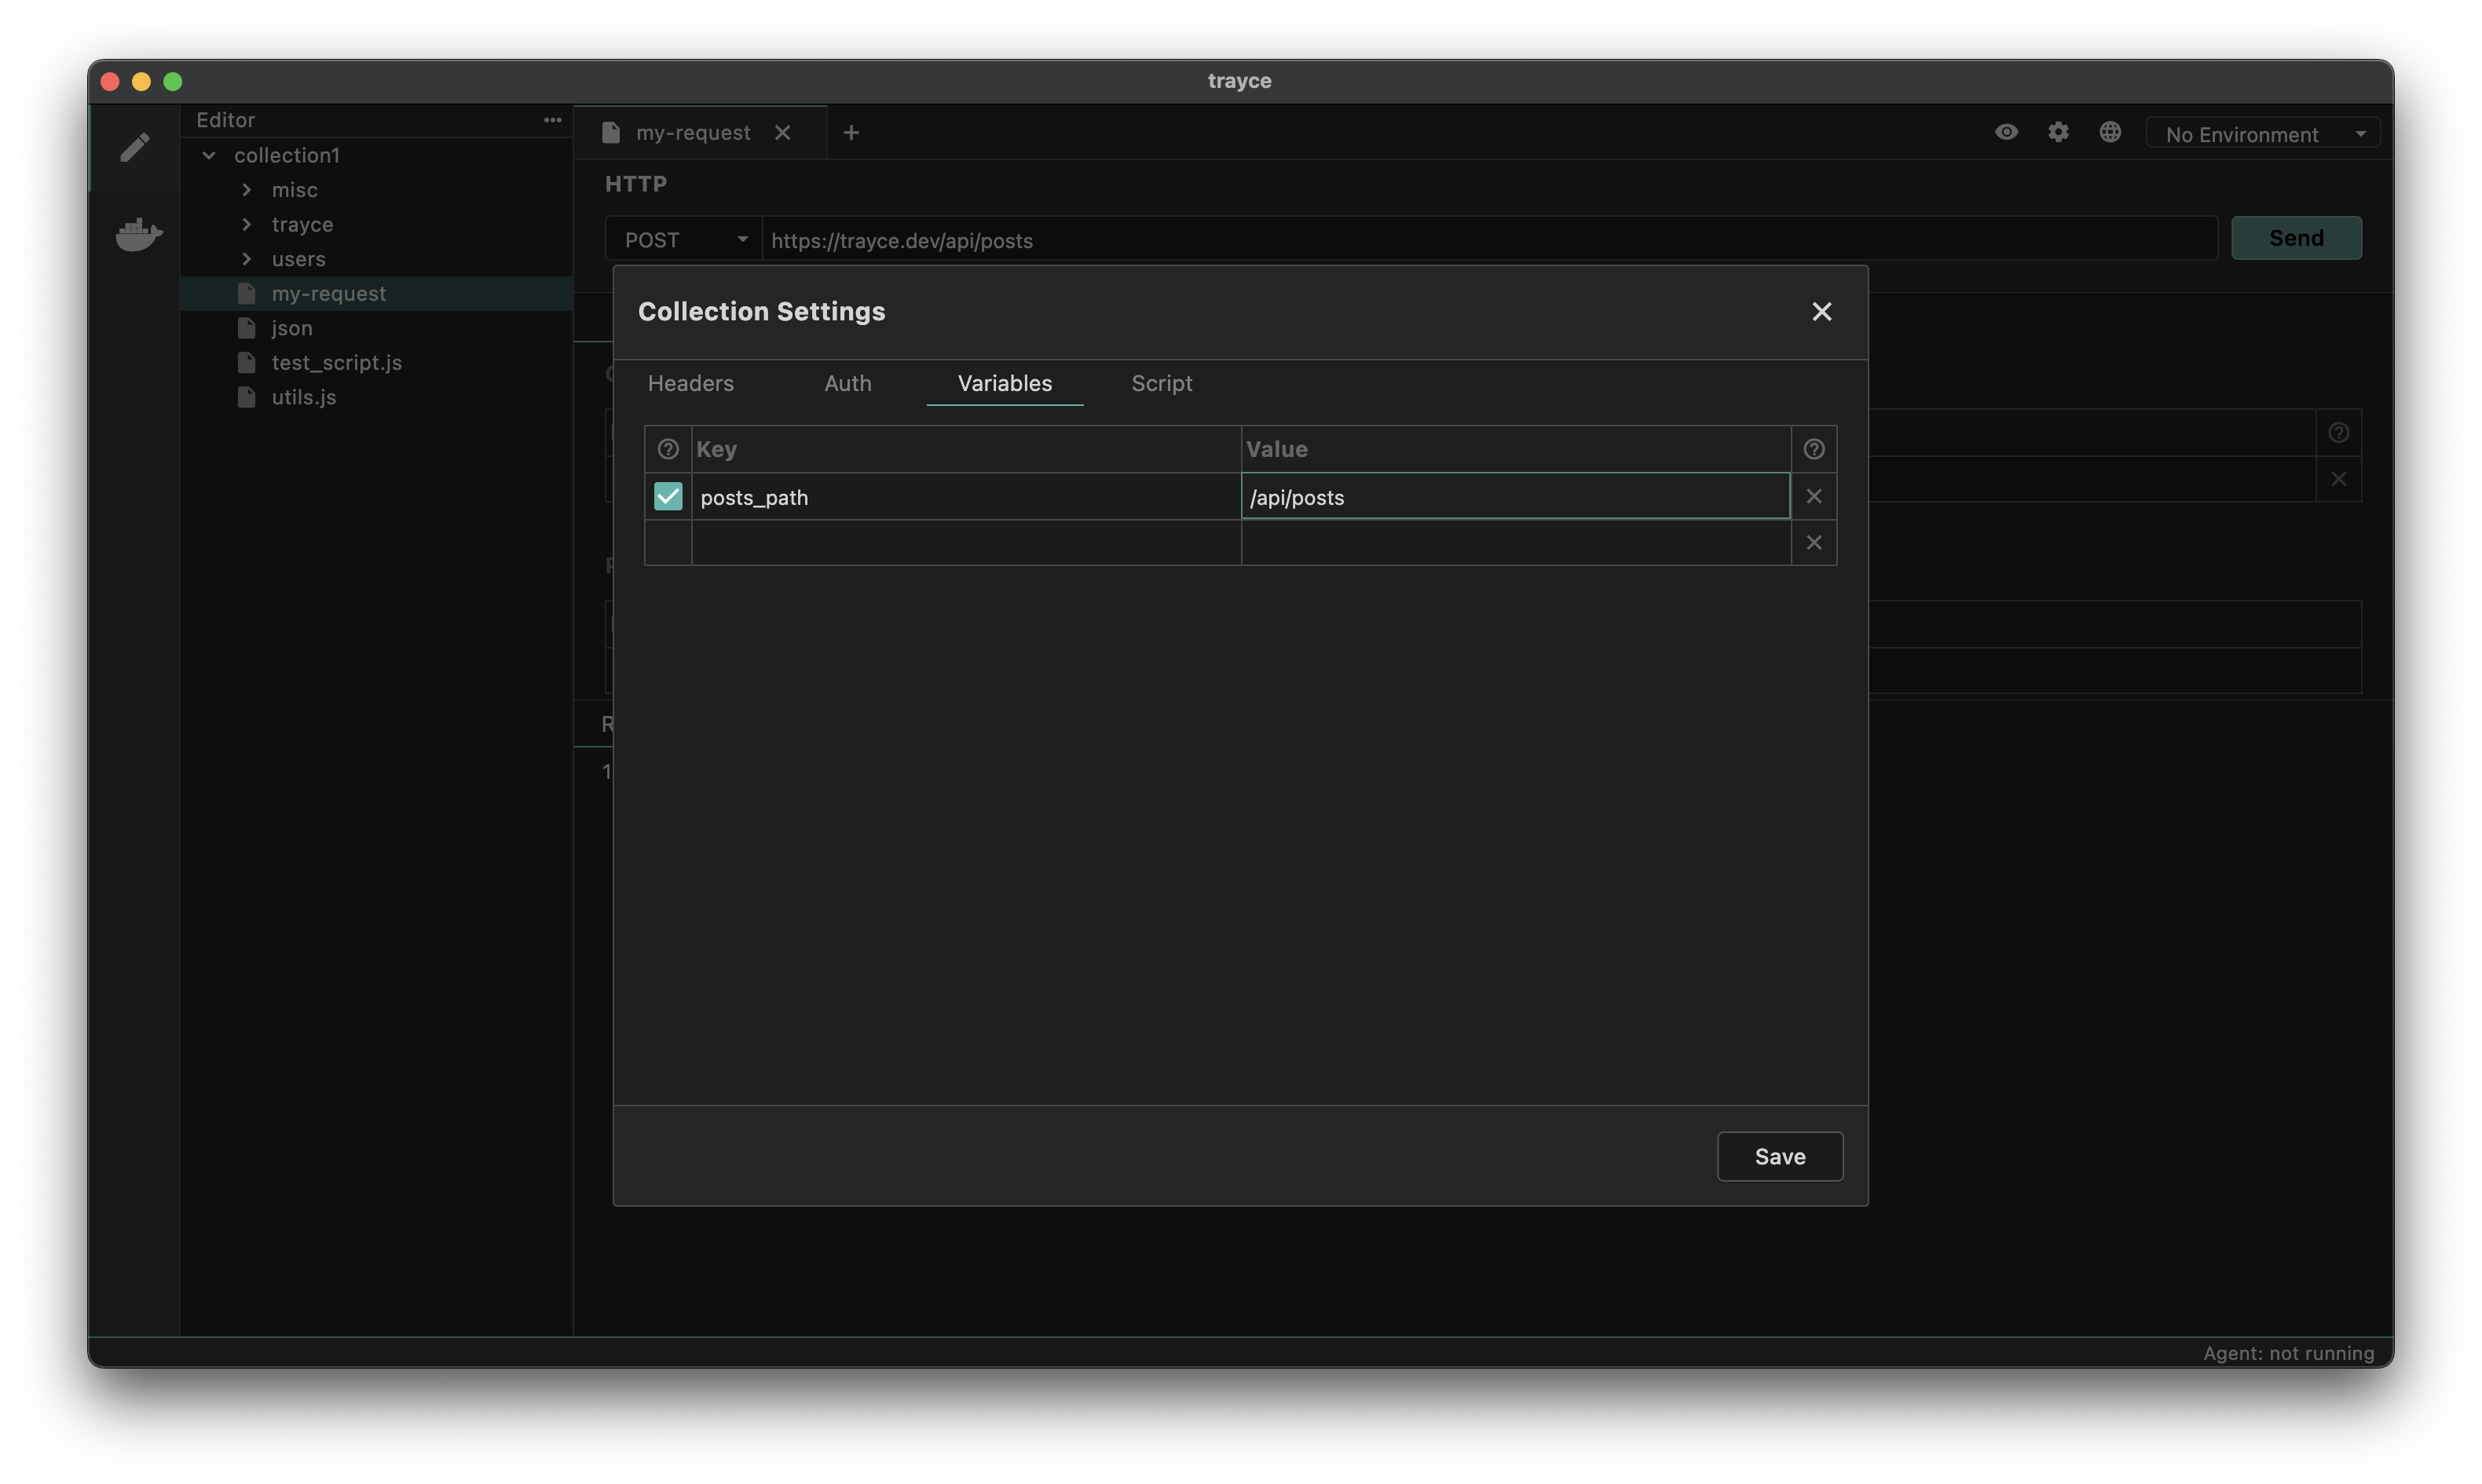 trayce
Editor
collection1
misc
trayce
users
my-request
json
test_script.js
utils.js
my-request
No Environment
HTTP
POST
https://trayce.dev/api/posts
Send
Collection Settings
Headers Auth Variables Script
Key Value
posts_path /api/posts
Save
1
Agent: not running